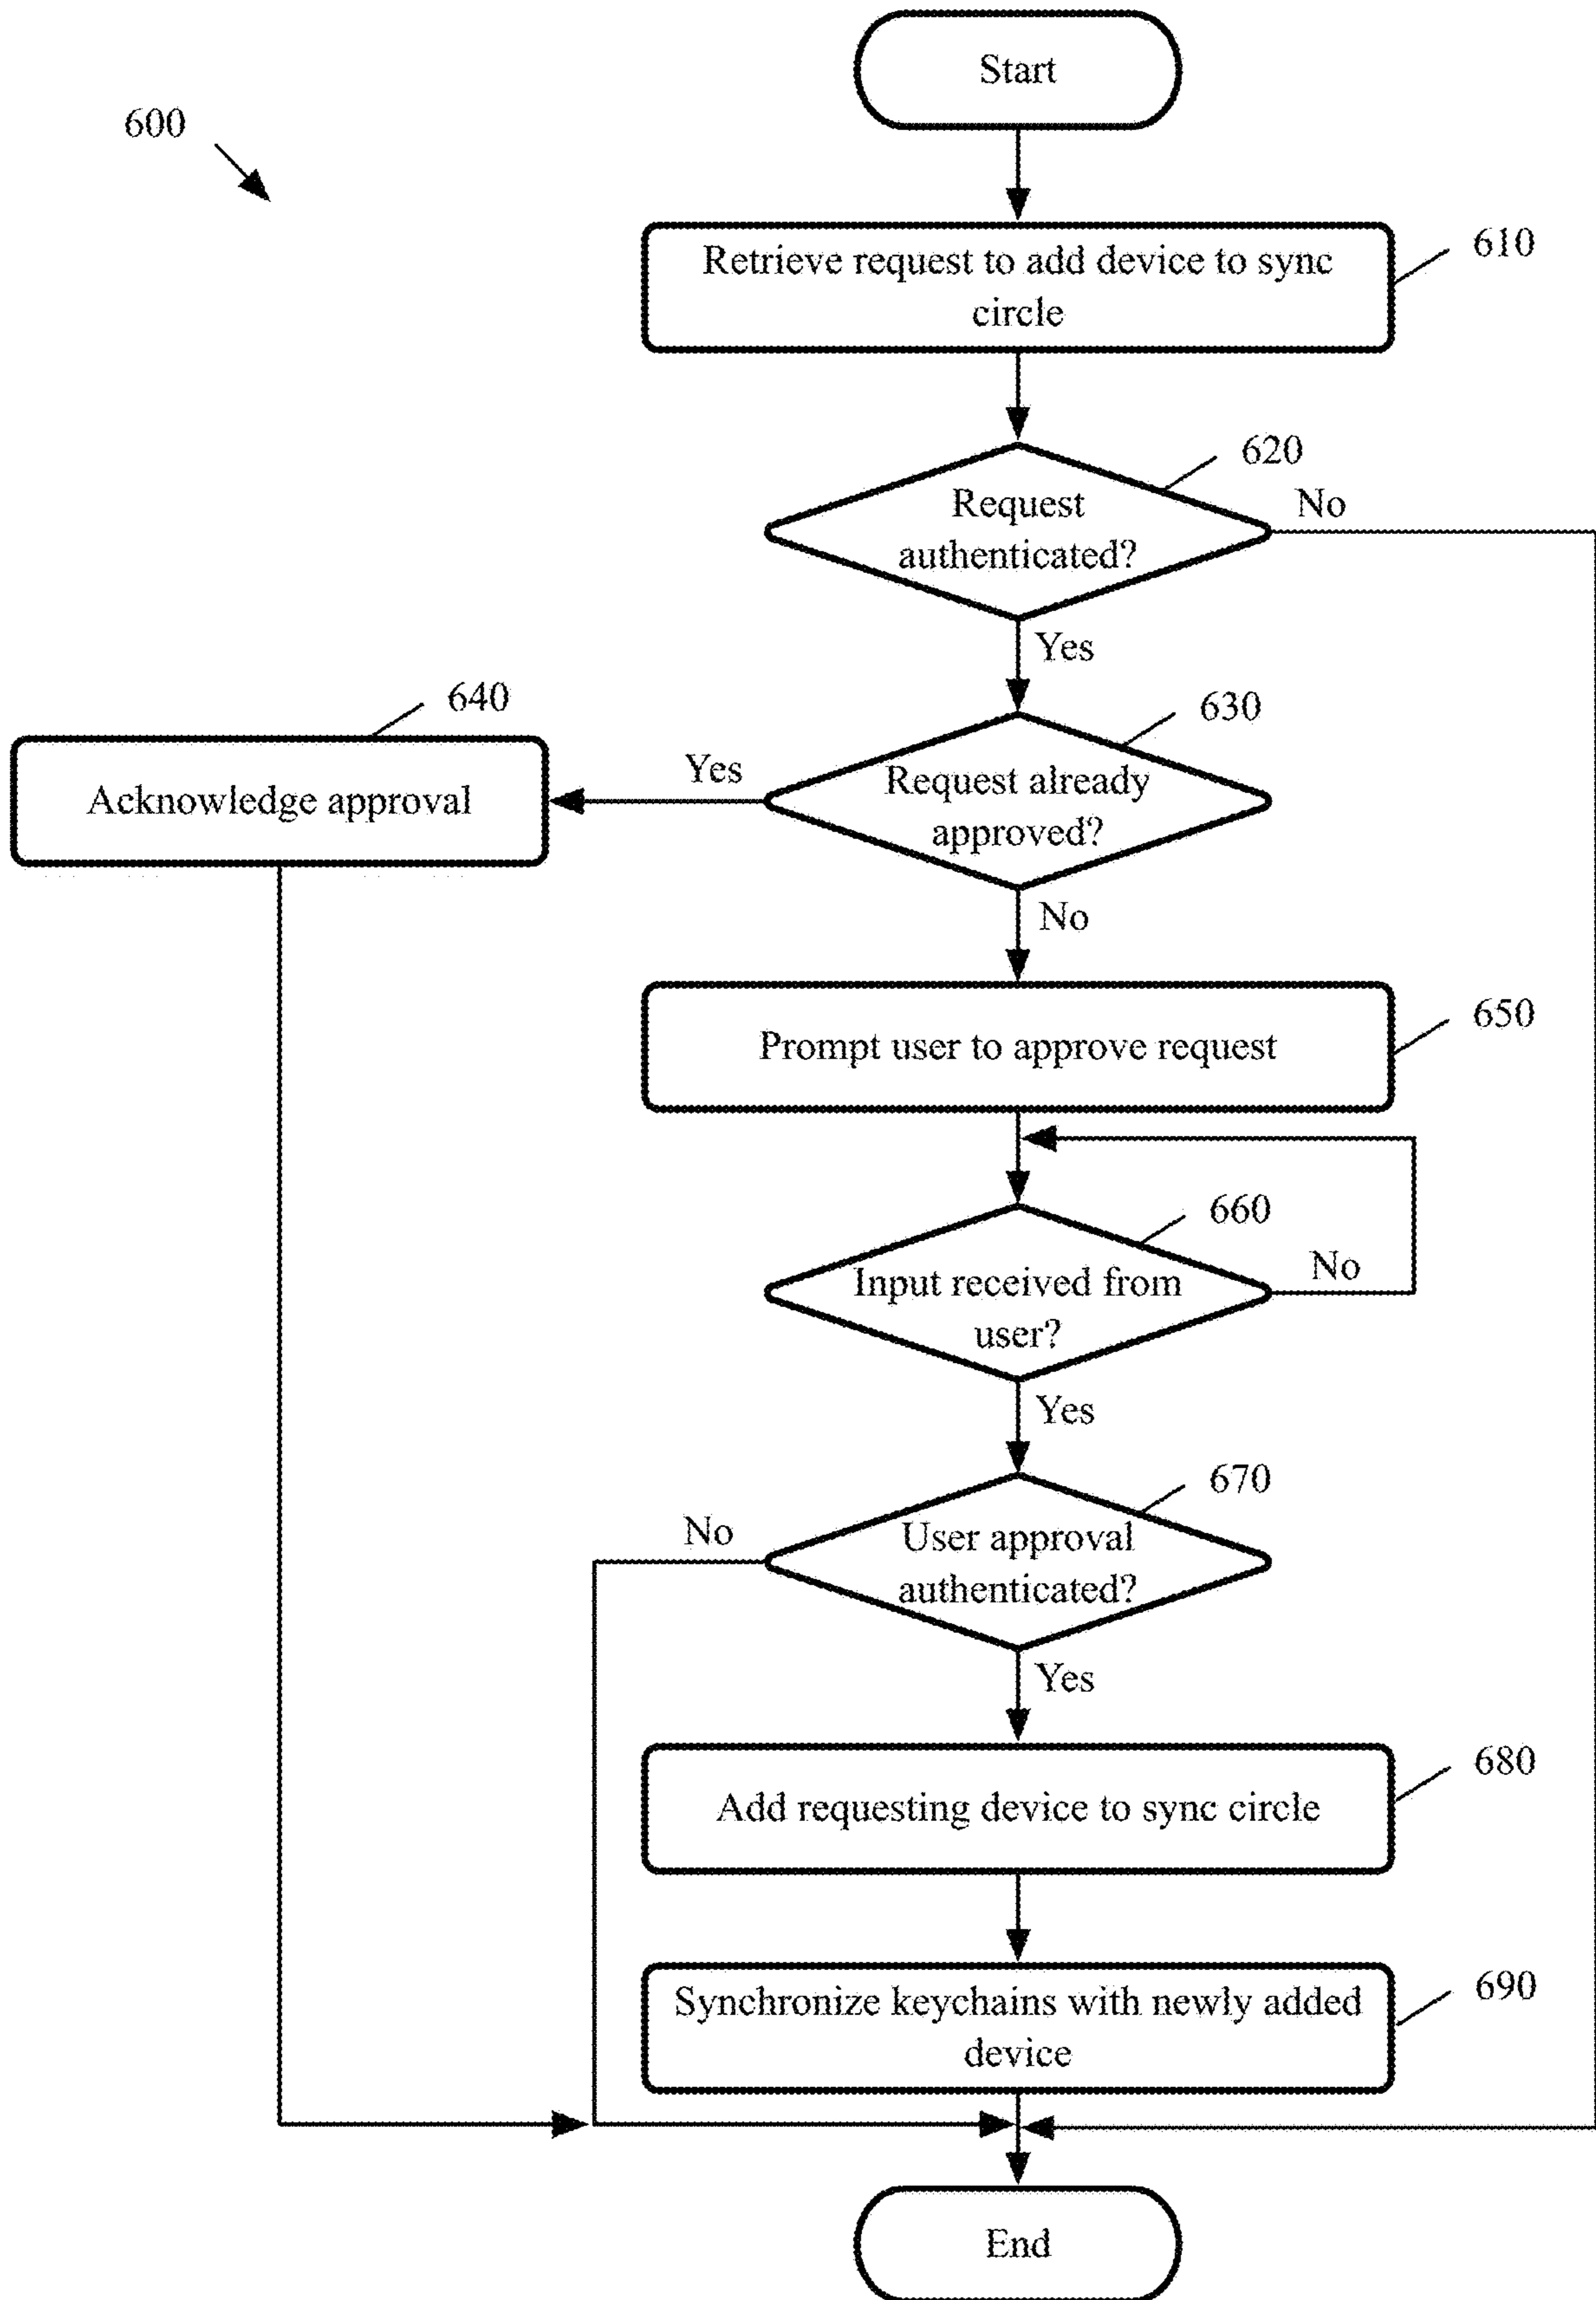 Start
600
Retrieve request to add device to sync
circle
610
620
Request
authenticated?
No
Yes
640
630
Acknowledge approval
Yes
Request already
approved?
No
Prompt user to approve request
650
660
Input received from
user?
No
Yes
670
No
User approval
authenticated?
Yes
680
Add requesting device to sync circle
Synchronize keychains with newly added
device
690
End